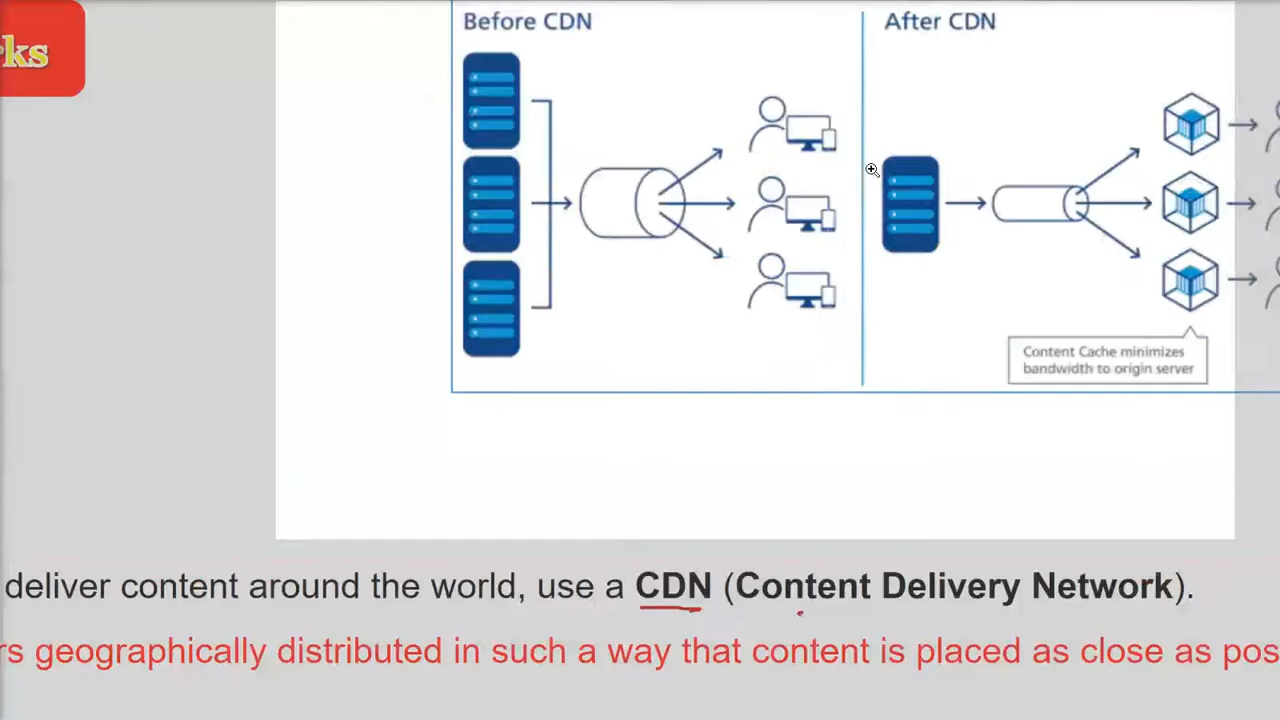 rks
Before CDN
After CDN
Content Cache minimizes
bandwidth to origin server
deliver content around the world, use a CDN (Content Delivery Network).
rs geographically distributed in such a way that content is placed as close as pos